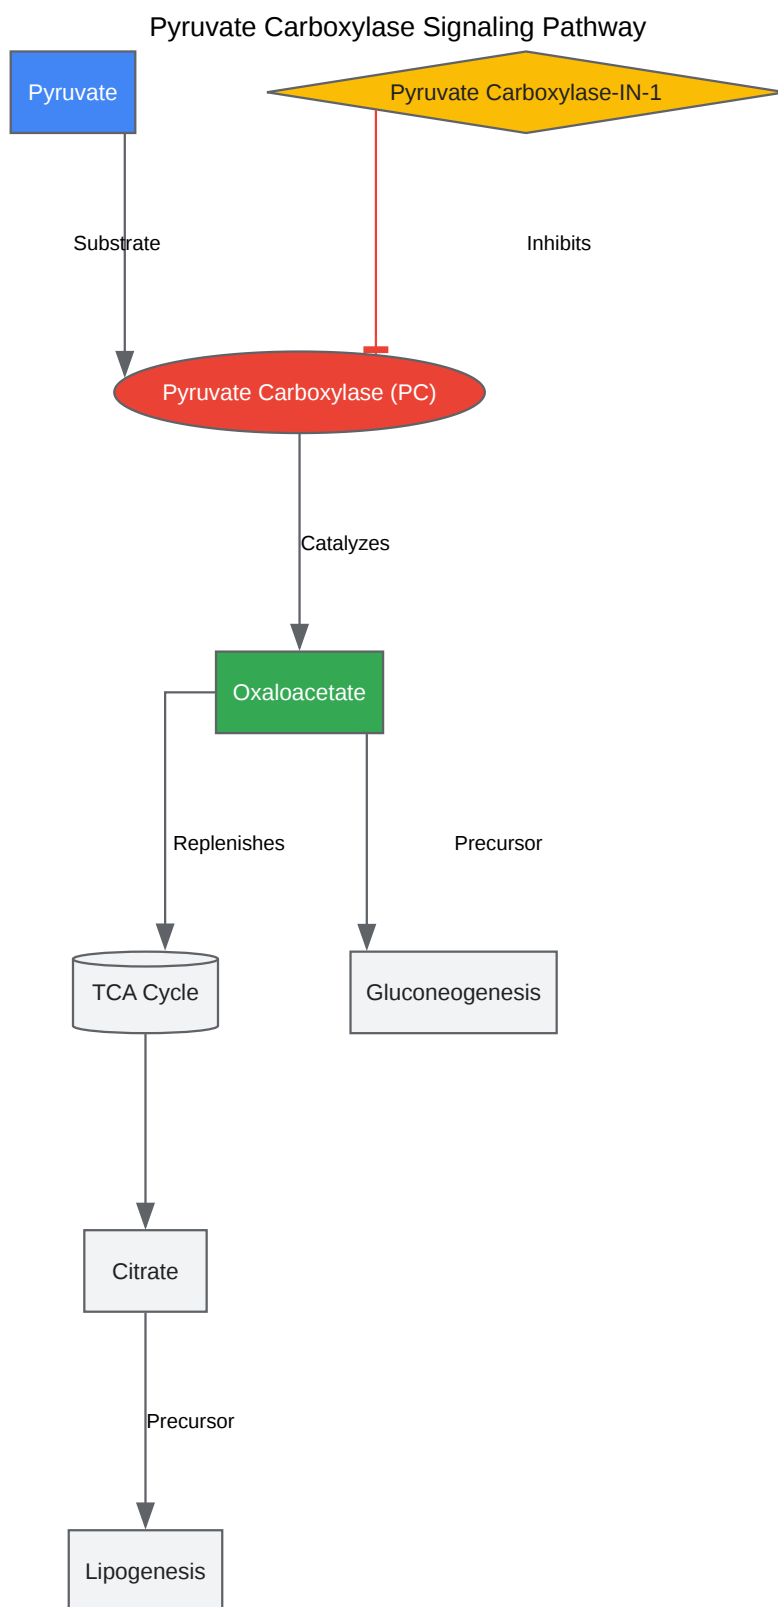 Pyruvate Carboxylase Signaling Pathway
Pyruvate
Pyruvate Carboxylase-IN-1
Substrate
Inhibits
Pyruvate Carboxylase (PC)
Catalyzes
Oxaloacetate
Replenishes
Precursor
TCA Cycle
Gluconeogenesis
Citrate
Precursor
Lipogenesis